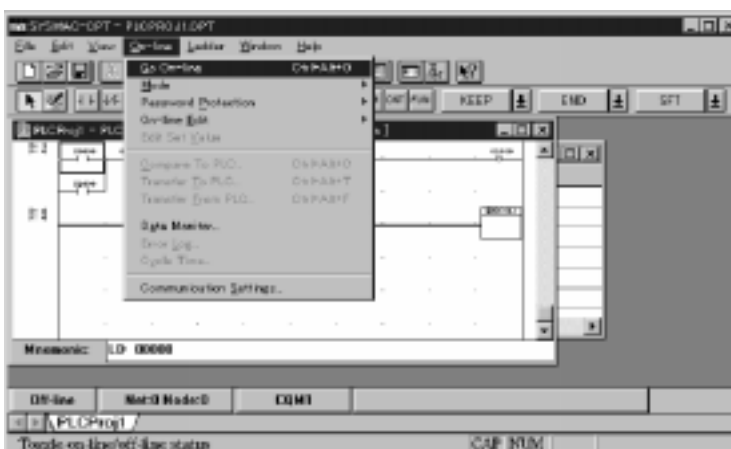 SYSMAC-CPT - PLCPROJ1.CPT
File Edit View On-line Ladder Window Help
Go On-line Ctrl+Alt+O
Mode
Password Protection
On-line Edit
Edit Set Value
Compare To PLC..
Transfer To PLC.. Ctrl+Alt+T
Transfer From PLC.. Ctrl+Alt+F
Data Monitor..
Error Log..
Cycle Time..
Communication Settings..
KEEP END SFT
PLCProj1 - PLC
Mnemonic: LD 00000
Off-line Net:0 Node:0 CQM1
PLCProj1
Toggle on-line/off-line status CAP NUM